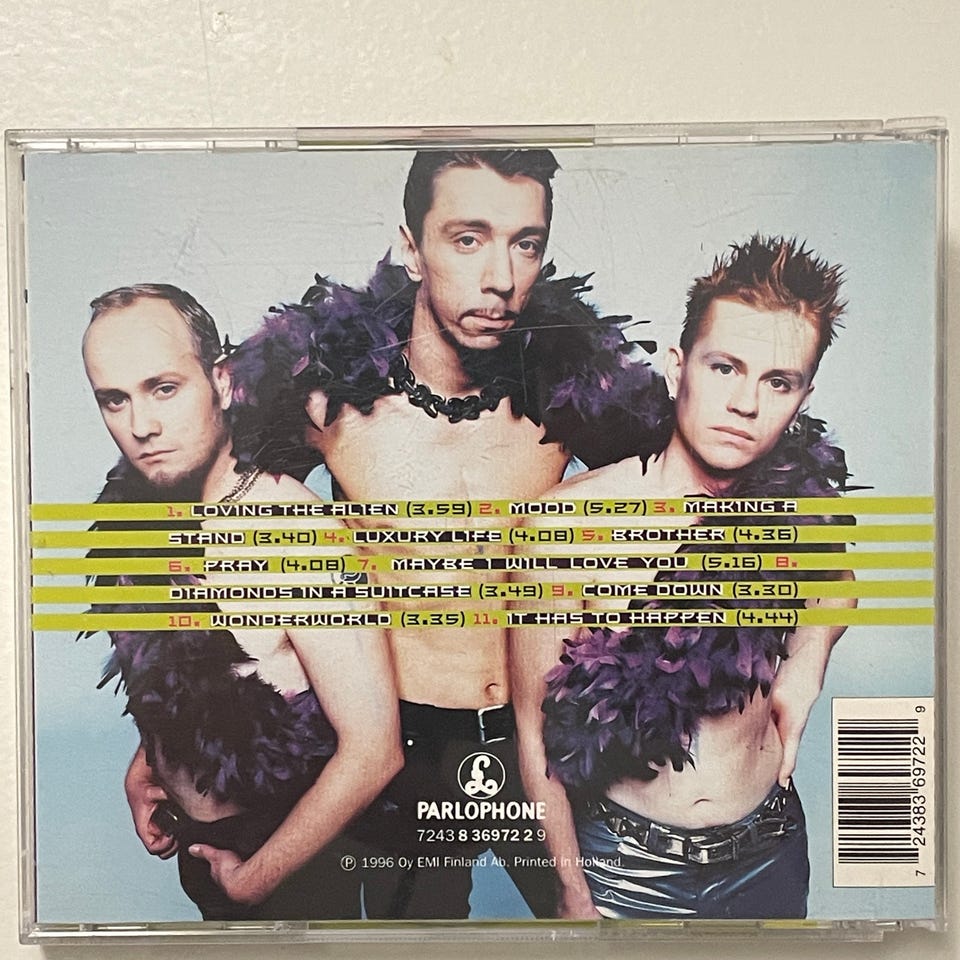 1. LOVING THE ALIEN (3.59) 2. MOOD (5.27) 3. MAKING A
STAND (3.40) 4. LUXURY LIFE (4.08) 5. BROTHER (4.36)
6. PRAY (4.08) 7. MAYBE I WILL LOVE YOU (5.16) 8.
DIAMONDS IN A SUITCASE (3.49) 9. COME DOWN (3.30)
10. WONDERWORLD (3.35) 11. IT HAS TO HAPPEN (4.44)
£
PARLOPHONE
7243 8 36972 2 9
℗ 1996 Oy EMI Finland Ab. Printed in Holland.
7 24383 69722 9